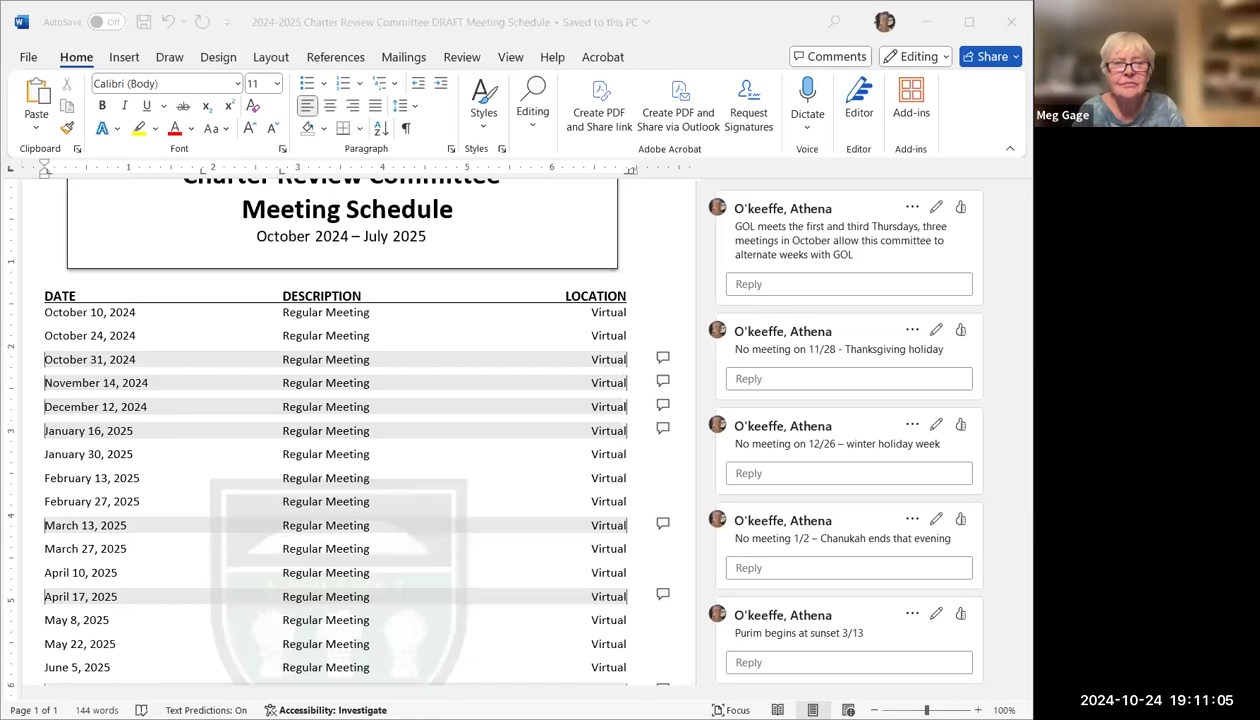 AutoSave Off 2024-2025 Charter Review Committee DRAFT Meeting Schedule • Saved to this PC
File Home Insert Draw Design Layout References Mailings Review View Help Acrobat Comments Editing Share
Calibri (Body) 11
Paste
Styles
Editing
Create PDF and Share link
Create PDF and Share via Outlook
Request Signatures
Dictate
Editor
Add-ins
Clipboard Font Paragraph Styles Adobe Acrobat Voice Editor Add-ins
Meg Gage
1 2 3 4 5 6
Charter Review Committee
Meeting Schedule
October 2024 – July 2025
DATE DESCRIPTION LOCATION
October 10, 2024 Regular Meeting Virtual
October 24, 2024 Regular Meeting Virtual
October 31, 2024 Regular Meeting Virtual
November 14, 2024 Regular Meeting Virtual
December 12, 2024 Regular Meeting Virtual
January 16, 2025 Regular Meeting Virtual
January 30, 2025 Regular Meeting Virtual
February 13, 2025 Regular Meeting Virtual
February 27, 2025 Regular Meeting Virtual
March 13, 2025 Regular Meeting Virtual
March 27, 2025 Regular Meeting Virtual
April 10, 2025 Regular Meeting Virtual
April 17, 2025 Regular Meeting Virtual
May 8, 2025 Regular Meeting Virtual
May 22, 2025 Regular Meeting Virtual
June 5, 2025 Regular Meeting Virtual
O'keeffe, Athena
GOL meets the first and third Thursdays, three
meetings in October allow this committee to
alternate weeks with GOL
Reply
O'keeffe, Athena
No meeting on 11/28 - Thanksgiving holiday
Reply
O'keeffe, Athena
No meeting on 12/26 – winter holiday week
Reply
O'keeffe, Athena
No meeting 1/2 – Chanukah ends that evening
Reply
O'keeffe, Athena
Purim begins at sunset 3/13
Reply
Page 1 of 1 144 words Text Predictions: On Accessibility: Investigate Focus 100%
2024-10-24 19:11:05